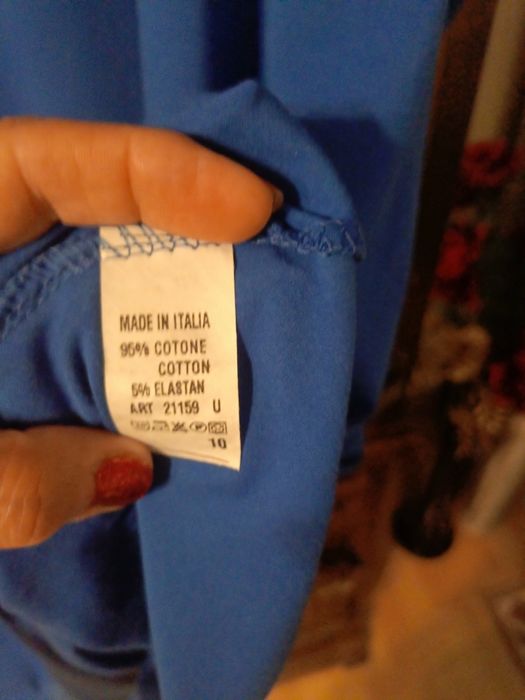 MADE IN ITALIA
95% COTONE
COTTON
5% ELASTAN
ART 21159 U
10